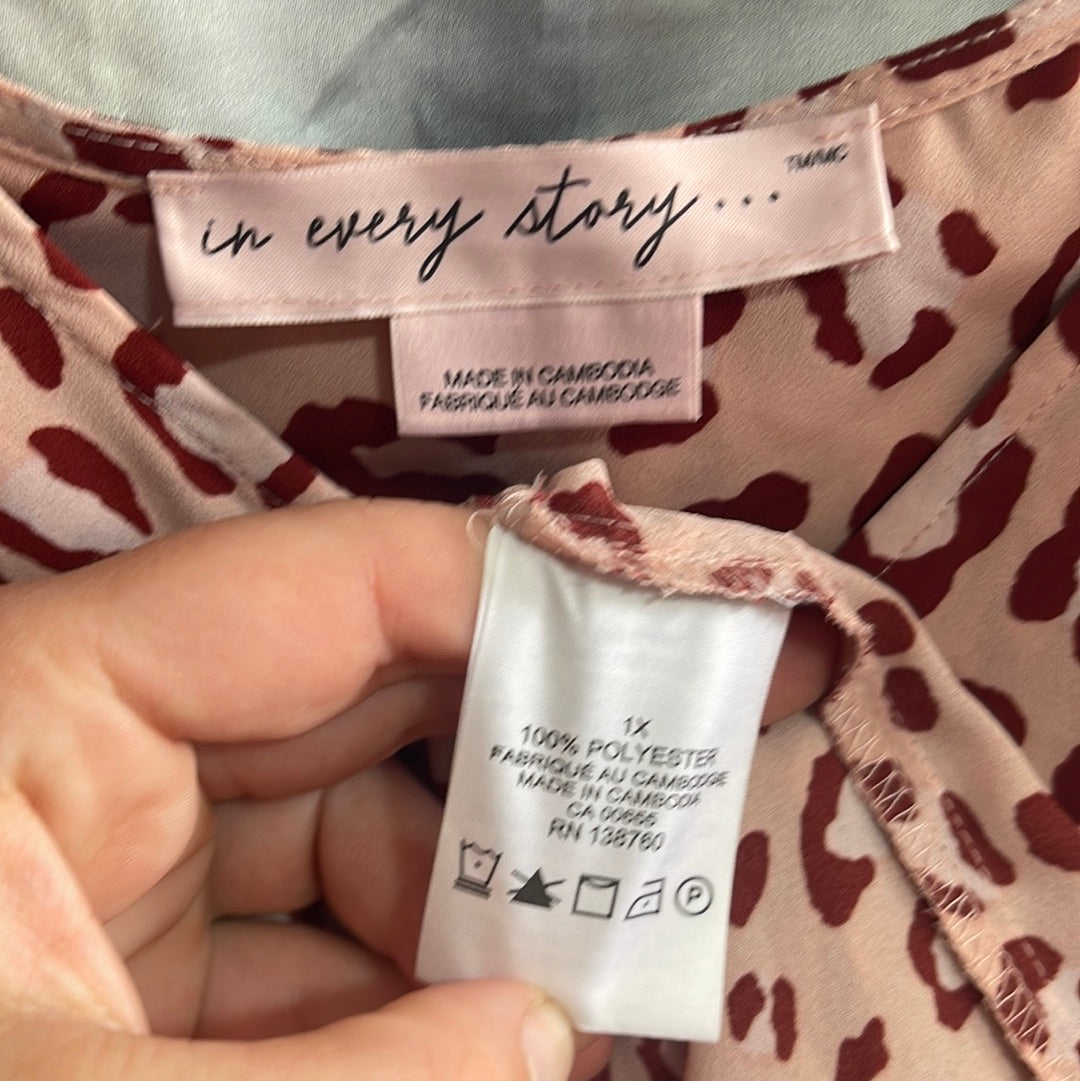 in every story...
TM/MC
MADE IN CAMBODIA
FABRIQUÉ AU CAMBODGE
1X
100% POLYESTER
FABRIQUÉ AU CAMBODGE
MADE IN CAMBODIA
CA 00666
RN 138760
P